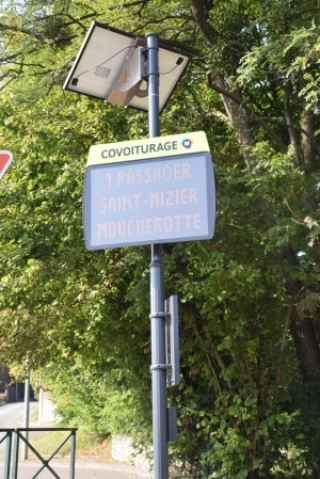 COVOITURAGE
1 PASSAGER
SAINT-NIZIER
MOUCHEROTTE